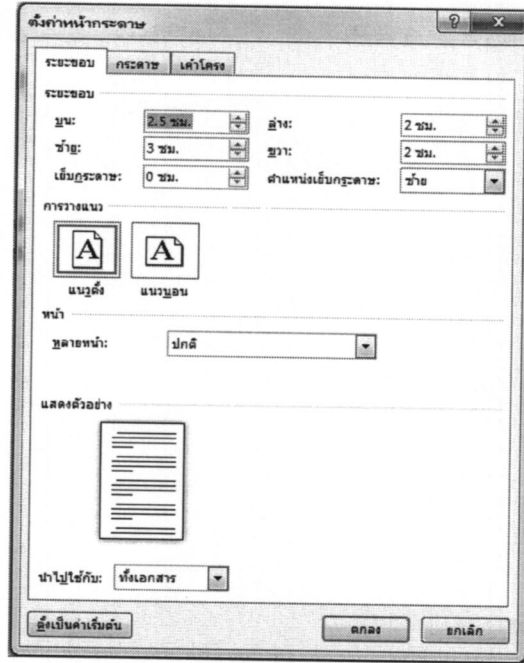 ตั้งค่าหน้ากระดาษ
ระยะขอบ กระดาษ เค้าโครง
ระยะขอบ
บน: 2.5 ซม. ล่าง: 2 ซม.
ซ้าย: 3 ซม. ขวา: 2 ซม.
เย็บกระดาษ: 0 ซม. ตำแหน่งเย็บกระดาษ: ซ้าย
การวางแนว
A A
แนวตั้ง แนวนอน
หน้า
หลายหน้า: ปกติ
แสดงตัวอย่าง
นำไปใช้กับ: ทั้งเอกสาร
ตั้งเป็นค่าเริ่มต้น ตกลง ยกเลิก